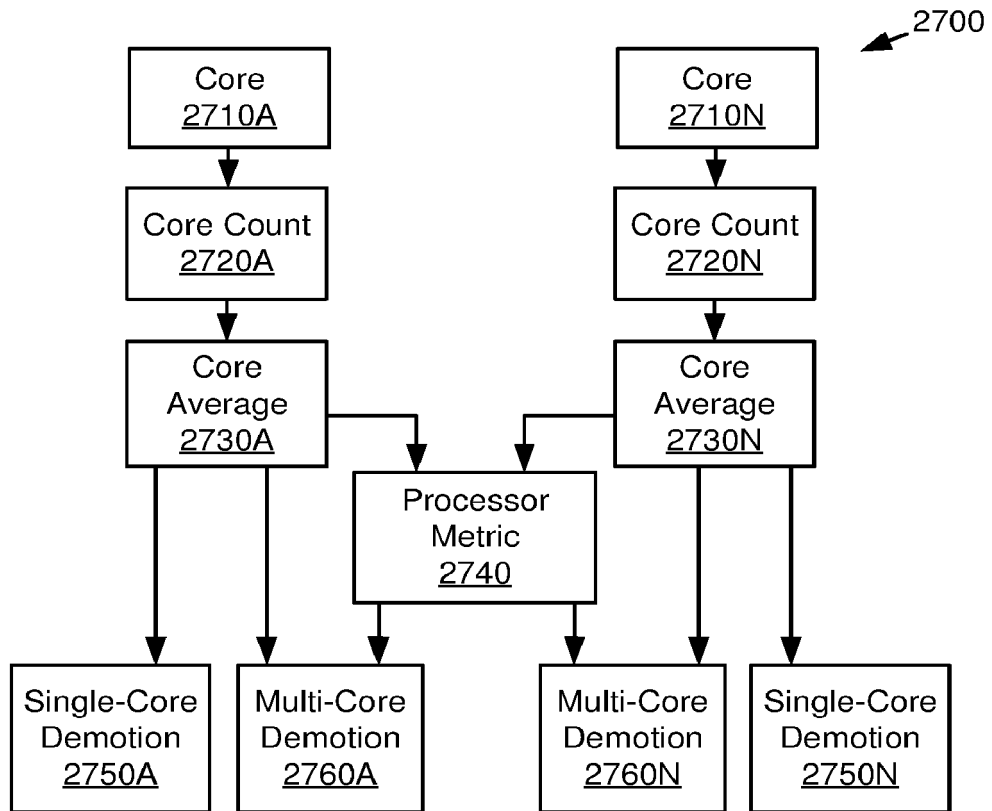 2700
Core
2710A
Core
2710N
Core Count
2720A
Core Count
2720N
Core
Average
2730A
Core
Average
2730N
Processor
Metric
2740
Single-Core
Demotion
2750A
Multi-Core
Demotion
2760A
Multi-Core
Demotion
2760N
Single-Core
Demotion
2750N